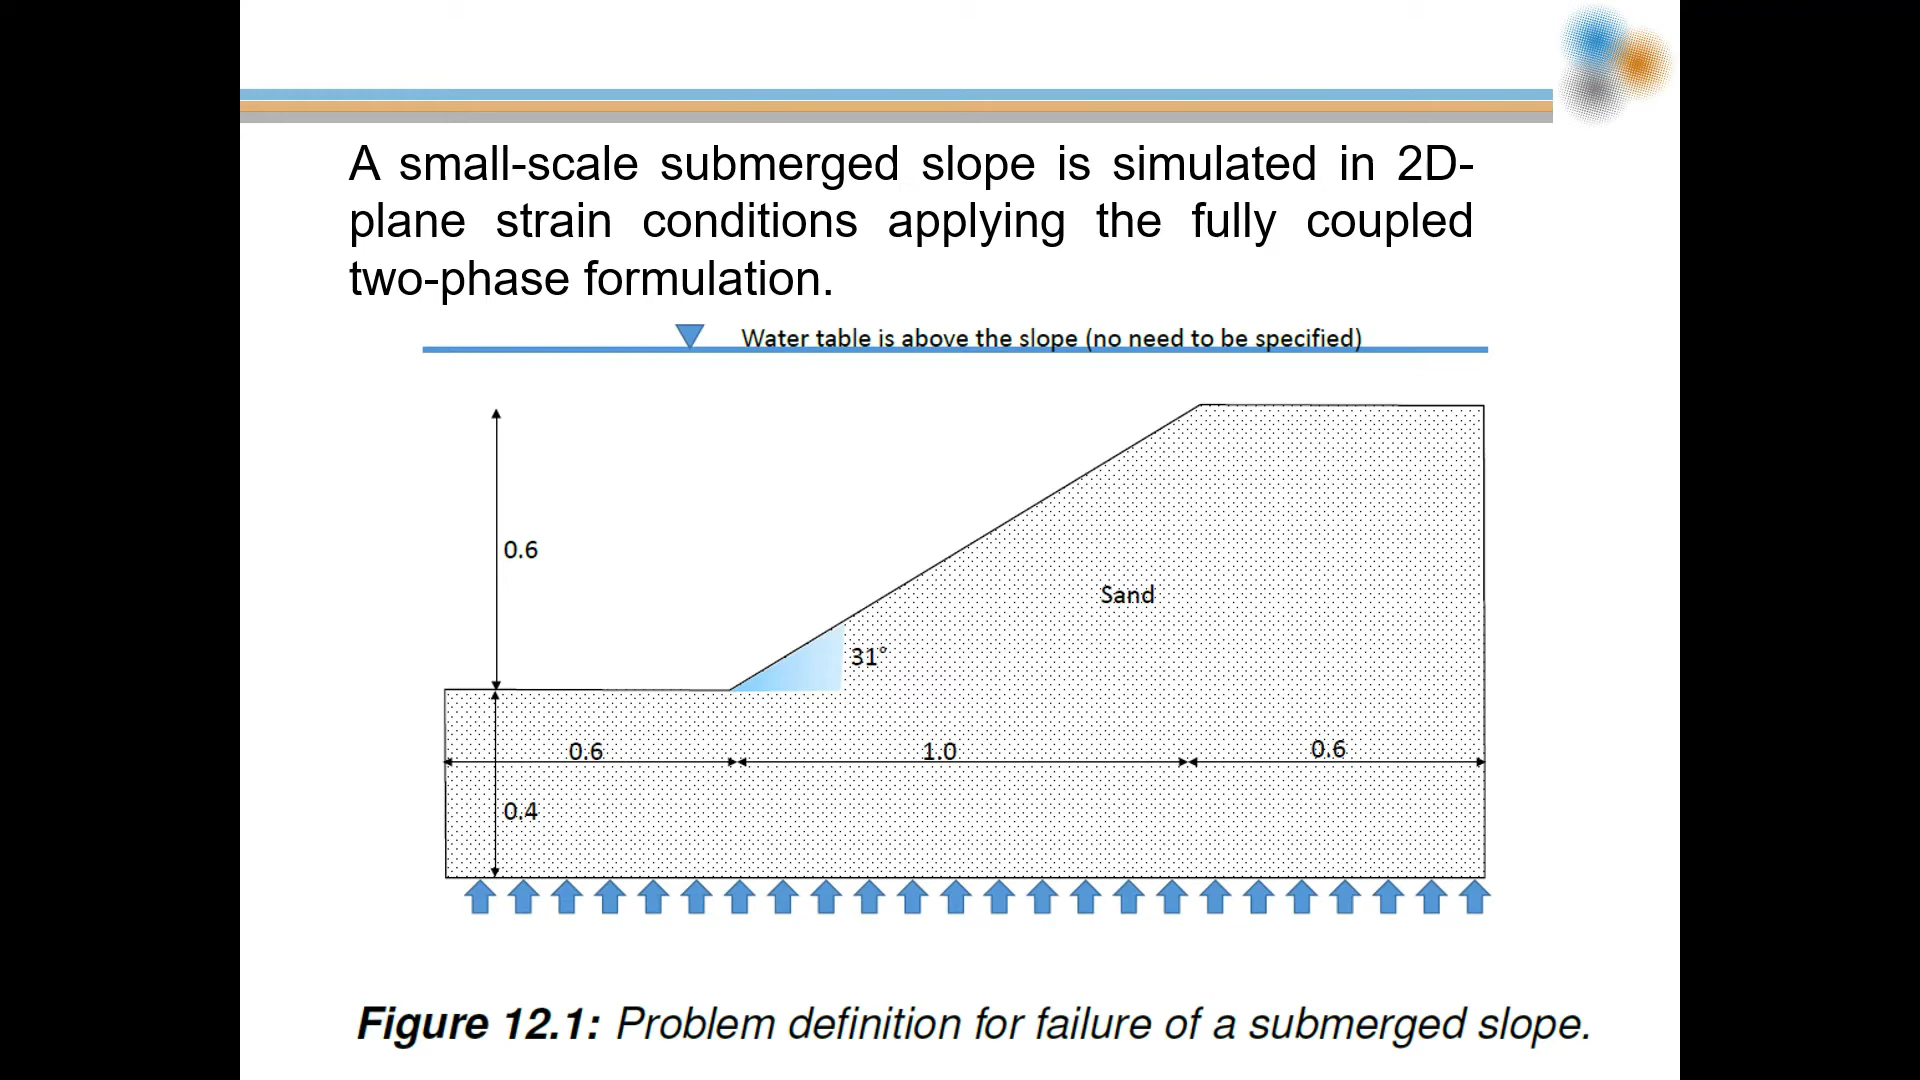 A small-scale submerged slope is simulated in 2D-
plane strain conditions applying the fully coupled
two-phase formulation.
Water table is above the slope (no need to be specified)
0.6
Sand
31°
0.6
1.0
0.6
0.4
Figure 12.1: Problem definition for failure of a submerged slope.